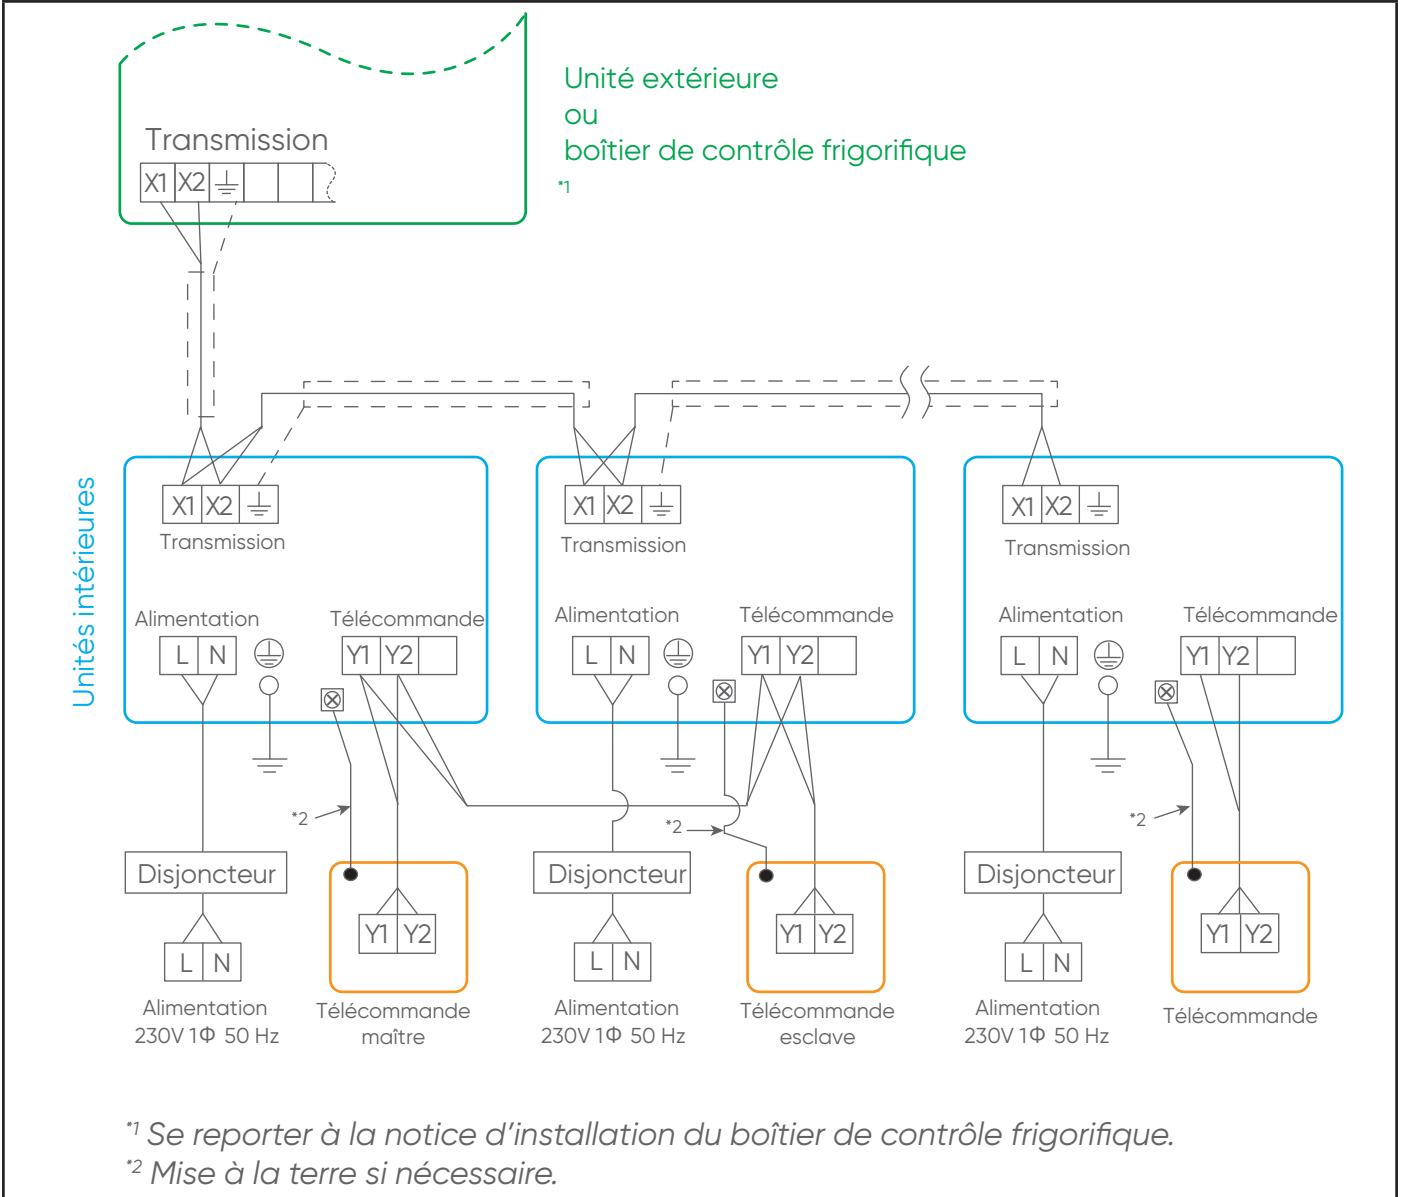 Unité extérieure
ou
boîtier de contrôle frigorifique
*1
Transmission
X1 X2
Unités intérieures
X1 X2
Transmission
Alimentation
L N
Télécommande
Y1 Y2
X1 X2
Transmission
Alimentation
L N
Télécommande
Y1 Y2
X1 X2
Transmission
Alimentation
L N
Télécommande
Y1 Y2
*2
*2
*2
Disjoncteur
L N
Alimentation
230V 1Φ 50 Hz
Y1 Y2
Télécommande
maître
Disjoncteur
L N
Alimentation
230V 1Φ 50 Hz
Y1 Y2
Télécommande
esclave
Disjoncteur
L N
Alimentation
230V 1Φ 50 Hz
Y1 Y2
Télécommande
*1 Se reporter à la notice d’installation du boîtier de contrôle frigorifique.
*2 Mise à la terre si nécessaire.